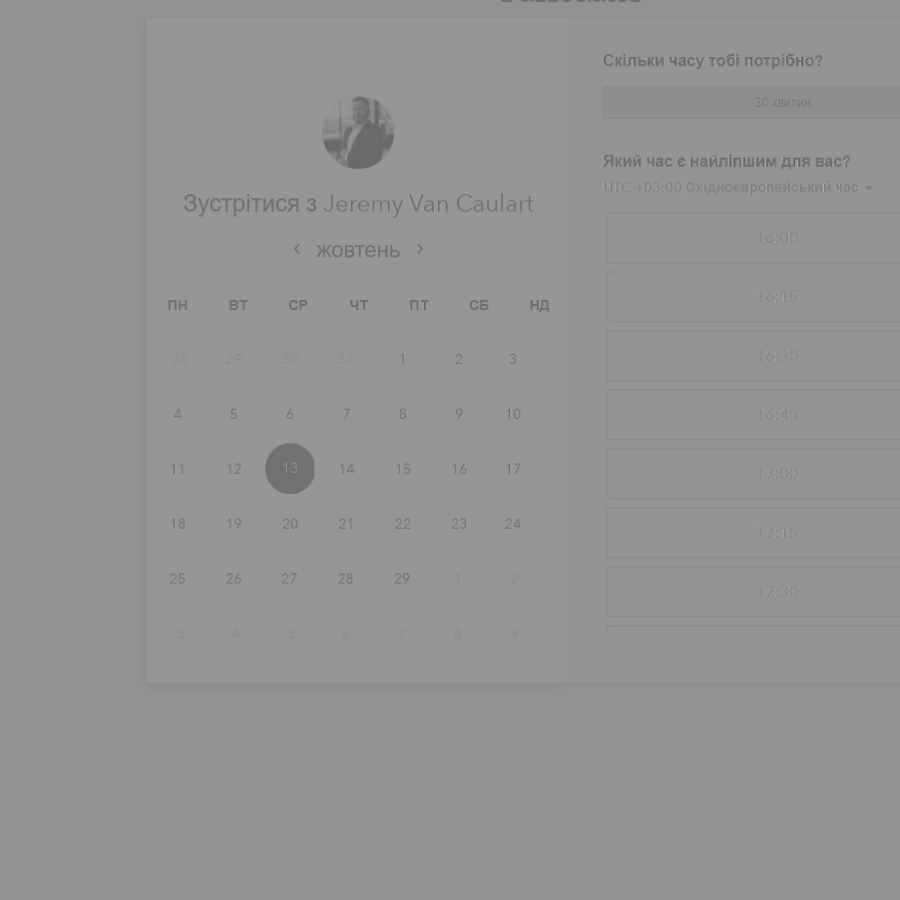 & associates
Зустрітися з Jeremy Van Caulart
жовтень
ПН ВТ СР ЧТ ПТ СБ НД
28 29 30 31 1 2 3
4 5 6 7 8 9 10
11 12 13 14 15 16 17
18 19 20 21 22 23 24
25 26 27 28 29 1 2
3 4 5 6 7 8 9
Скільки часу тобі потрібно?
30 хвилин
Який час є найліпшим для вас?
UTC +03:00 Східноєвропейський час
16:00
16:15
16:30
16:45
17:00
17:15
17:30